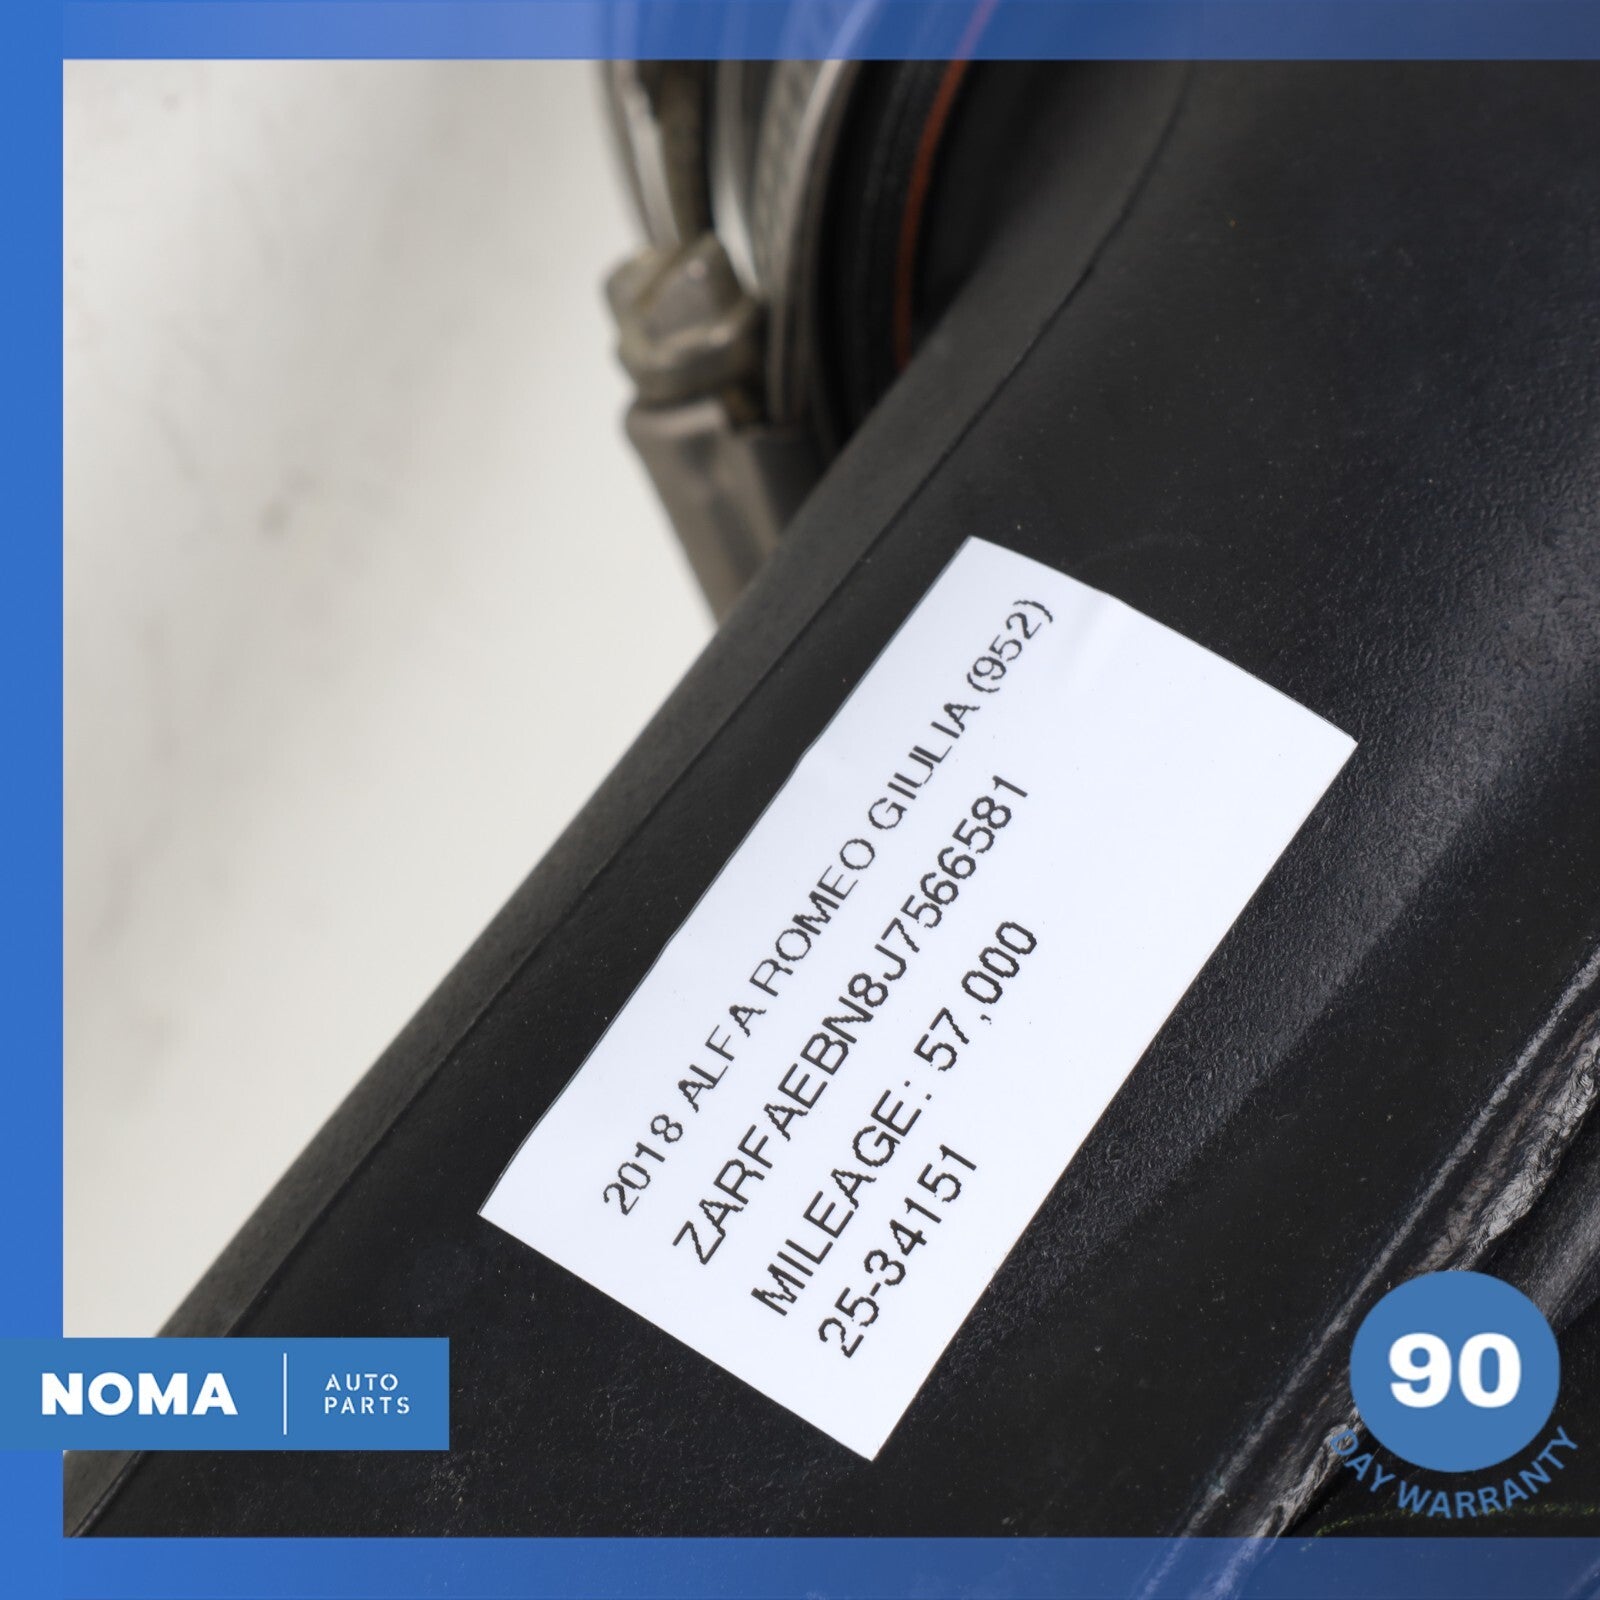 2018 ALFA ROMEO GIULIA (952)
ZARFAEBN8J7566581
MILEAGE: 57,000
25-34151
NOMA
AUTO
PARTS
90
DAY WARRANTY